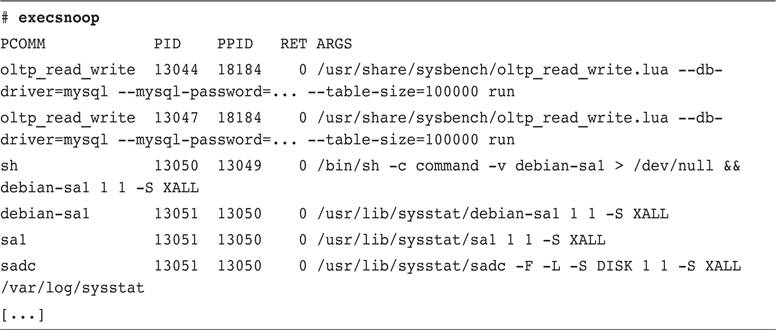 # execsnoop
PCOMM PID PPID RET ARGS
oltp_read_write 13044 18184 0 /usr/share/sysbench/oltp_read_write.lua --db-
driver=mysql --mysql-password=... --table-size=100000 run
oltp_read_write 13047 18184 0 /usr/share/sysbench/oltp_read_write.lua --db-
driver=mysql --mysql-password=... --table-size=100000 run
sh 13050 13049 0 /bin/sh -c command -v debian-sa1 > /dev/null &&
debian-sa1 1 1 -S XALL
debian-sa1 13051 13050 0 /usr/lib/sysstat/debian-sa1 1 1 -S XALL
sa1 13051 13050 0 /usr/lib/sysstat/sa1 1 1 -S XALL
sadc 13051 13050 0 /usr/lib/sysstat/sadc -F -L -S DISK 1 1 -S XALL
/var/log/sysstat
[...]